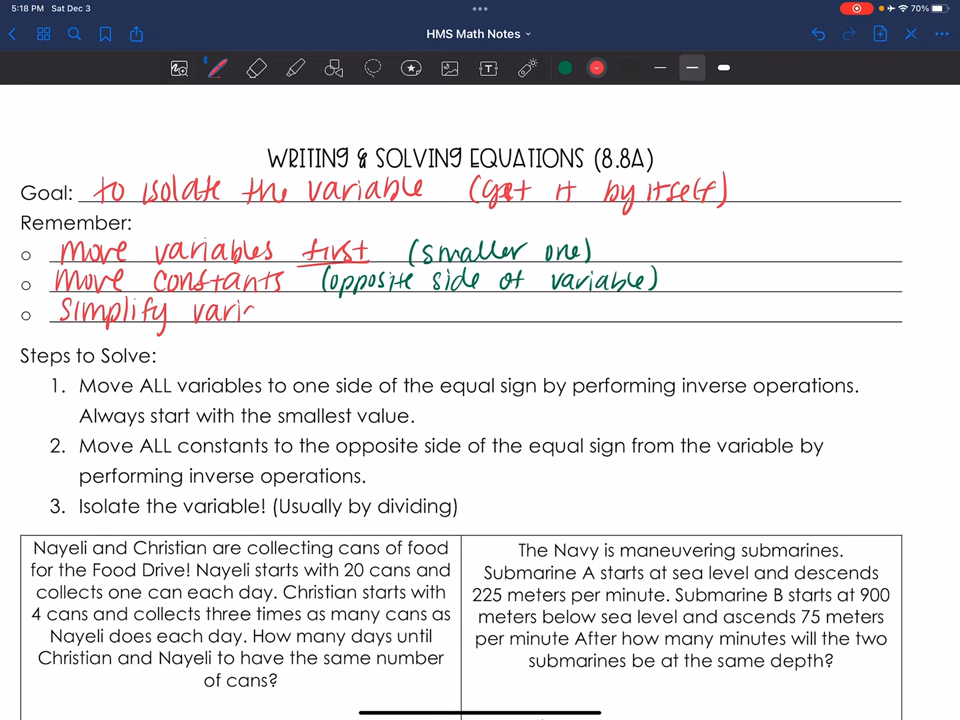 5:18 PM Sat Dec 3
70%
HMS Math Notes
WRITING & SOLVING EQUATIONS (8.8A)
Goal: to isolate the variable (get it by itself)
Remember:
move variables first (smaller one)
move constants (opposite side of variable)
simplify vari
Steps to Solve:
1. Move ALL variables to one side of the equal sign by performing inverse operations.
Always start with the smallest value.
2. Move ALL constants to the opposite side of the equal sign from the variable by
performing inverse operations.
3. Isolate the variable! (Usually by dividing)
Nayeli and Christian are collecting cans of food
for the Food Drive! Nayeli starts with 20 cans and
collects one can each day. Christian starts with
4 cans and collects three times as many cans as
Nayeli does each day. How many days until
Christian and Nayeli to have the same number
of cans?
The Navy is maneuvering submarines.
Submarine A starts at sea level and descends
225 meters per minute. Submarine B starts at 900
meters below sea level and ascends 75 meters
per minute After how many minutes will the two
submarines be at the same depth?